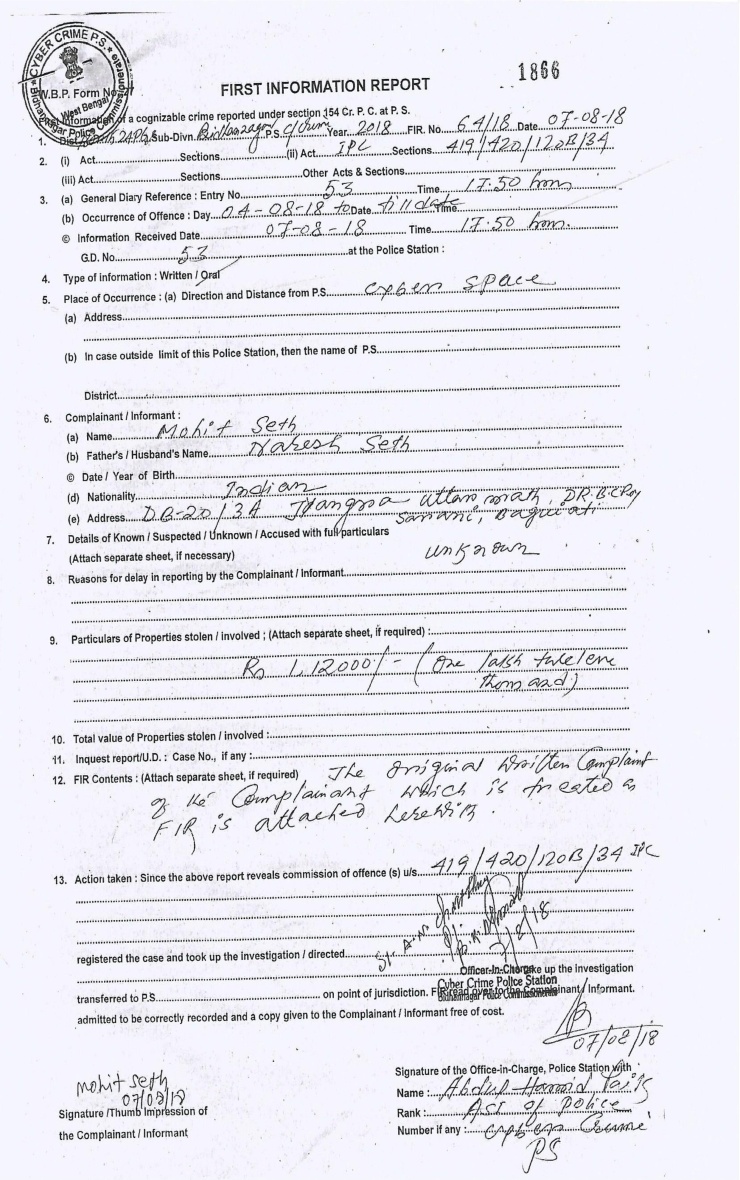 CYBER CRIME P.S.
Bidhannagar Police Commissionerate
West Bengal
1866
W.B.P. Form No
FIRST INFORMATION REPORT
First Information of a cognizable crime reported under section 154 Cr. P. C. at P. S.
1. Dist. North 24 Pgs Sub-Divn. Bidhannagar P.S. C/Crime Year. 2018 FIR. No. 64/18 Date 07-08-18
2. (i) Act Sections (ii) Act IPC Sections 419/420/120B/34
(iii) Act Sections Other Acts & Sections
3. (a) General Diary Reference : Entry No 53 Time 17:50 hrs
(b) Occurrence of Offence : Day 04-08-18 to Date till date Time
© Information Received Date 07-08-18 Time 17:50 hrs.
G.D. No. 53 at the Police Station :
4. Type of information : Written / Oral
5. Place of Occurrence : (a) Direction and Distance from P.S. cyber space
(a) Address
(b) In case outside limit of this Police Station, then the name of P.S.
District
6. Complainant / Informant :
(a) Name Mohit Seth
(b) Father's / Husband's Name Naresh Seth
© Date / Year of Birth
(d) Nationality Indian
(e) Address DB-20/3A Jyangra Uttar math, DR. B.C Roy
Sarani, Baguiati
7. Details of Known / Suspected / Unknown / Accused with full particulars
(Attach separate sheet, if necessary) unknown
8. Reasons for delay in reporting by the Complainant / Informant
9. Particulars of Properties stolen / involved ; (Attach separate sheet, if required) :
Rs 1,12000/- (One lakh twelve
thousand)
10. Total value of Properties stolen / involved :
11. Inquest report/U.D. : Case No., if any :
12. FIR Contents : (Attach separate sheet, if required) The original written Complaint
of the Complainant which is treated as
FIR is attached herewith.
13. Action taken : Since the above report reveals commission of offence (s) u/s 419/420/120B/34 IPC
7/8/18
registered the case and took up the investigation / directed
Officer-In-Charge take up the investigation
Cyber Crime Police Station
Bidhannagar Police Commissionerate
transferred to P.S. on point of jurisdiction. FIR read over to the Complainant / Informant.
admitted to be correctly recorded and a copy given to the Complainant / Informant free of cost.
07/08/18
mohit seth
07/08/18
Signature /Thumb Impression of
the Complainant / Informant
Signature of the Office-in-Charge, Police Station with
Name : Abdul Hamid
Rank : ASI of Police
Number if any : Cyber Crime
PS